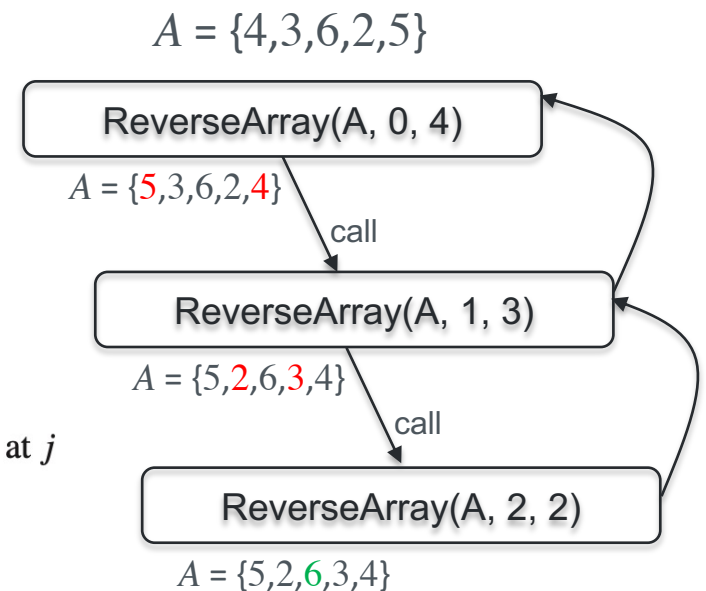 A = {4,3,6,2,5}
ReverseArray(A, 0, 4)
A = {5,3,6,2,4}
call
ReverseArray(A, 1, 3)
A = {5,2,6,3,4}
call
at j
ReverseArray(A, 2, 2)
A = {5,2,6,3,4}